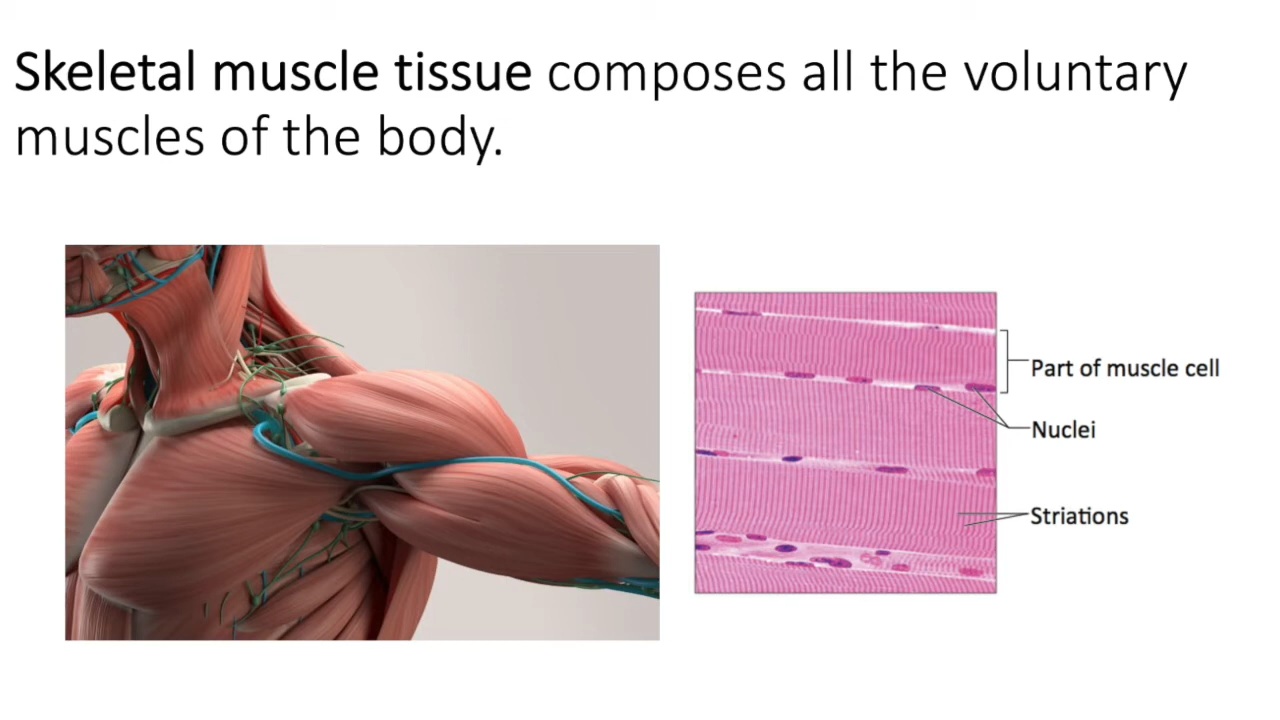 Skeletal muscle tissue composes all the voluntary
muscles of the body.
Part of muscle cell
Nuclei
Striations